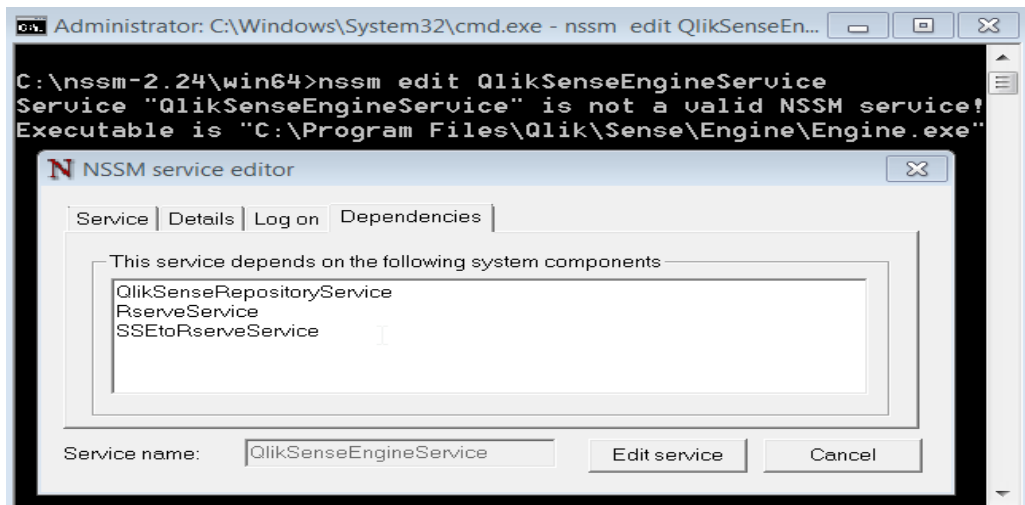 Administrator: C:\Windows\System32\cmd.exe - nssm  edit QlikSenseEn...
C:\nssm-2.24\win64>nssm edit QlikSenseEngineService
Service "QlikSenseEngineService" is not a valid NSSM service!
Executable is "C:\Program Files\Qlik\Sense\Engine\Engine.exe"
NSSM service editor
Service Details Log on Dependencies
This service depends on the following system components
QlikSenseRepositoryService
RserveService
SSEtoRserveService
Service name: QlikSenseEngineService Edit service Cancel